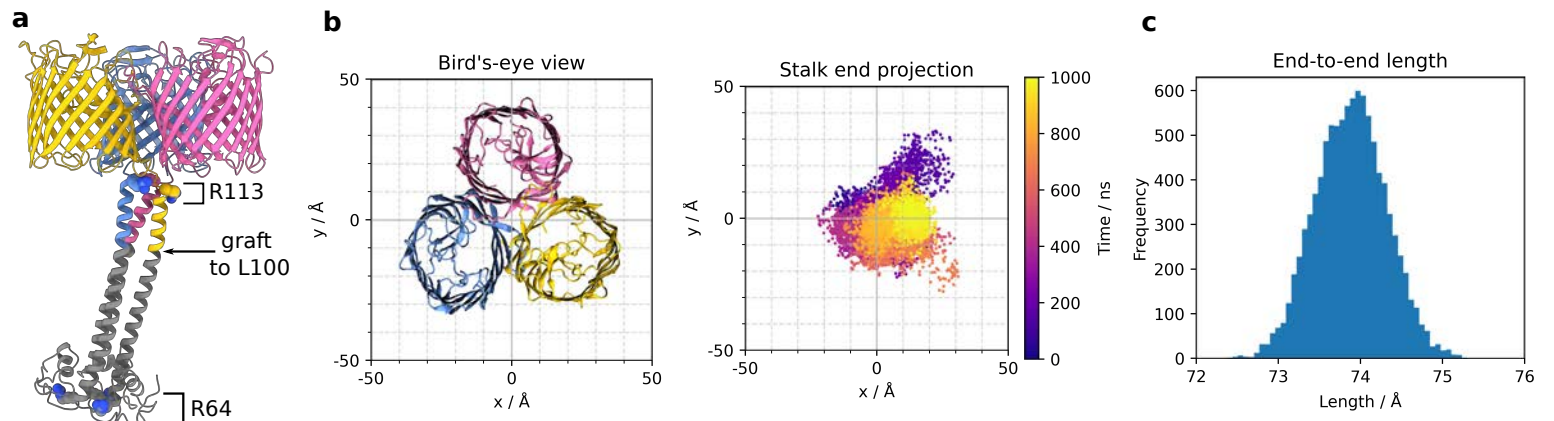 a
R113
graft
to L100
R64
b
Bird's-eye view
50
0
-50
y / Å
-50
0
50
x / Å
Stalk end projection
50
0
-50
y / Å
-50
0
50
x / Å
1000
800
600
400
200
0
Time / ns
c
End-to-end length
600
500
400
300
200
100
0
Frequency
72
73
74
75
76
Length / Å